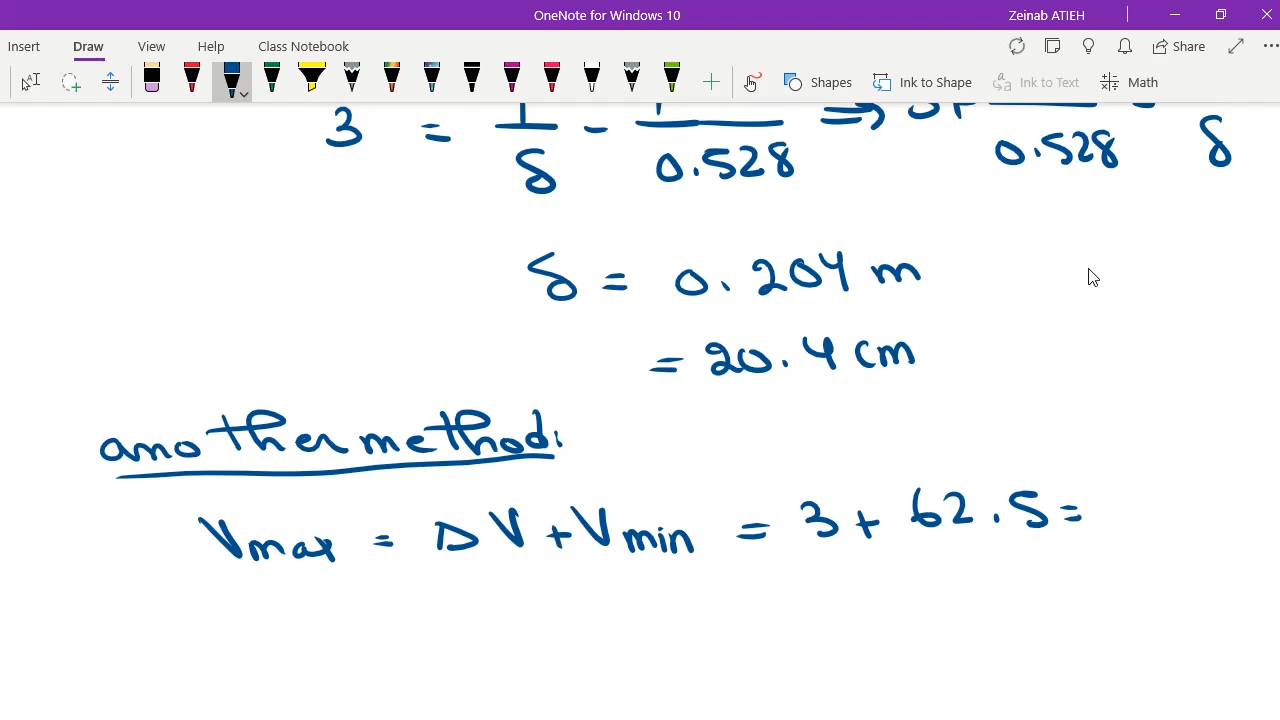 OneNote for Windows 10
Zeinab ATIEH
Insert Draw View Help Class Notebook Share
Shapes Ink to Shape Ink to Text Math
3 = 1/δ - 1/0.528 ⇒ 3+ 0.528 δ
δ = 0.204 m
= 20.4 cm
another method:
Vmax = ΔV + Vmin = 3 + 62.5 =